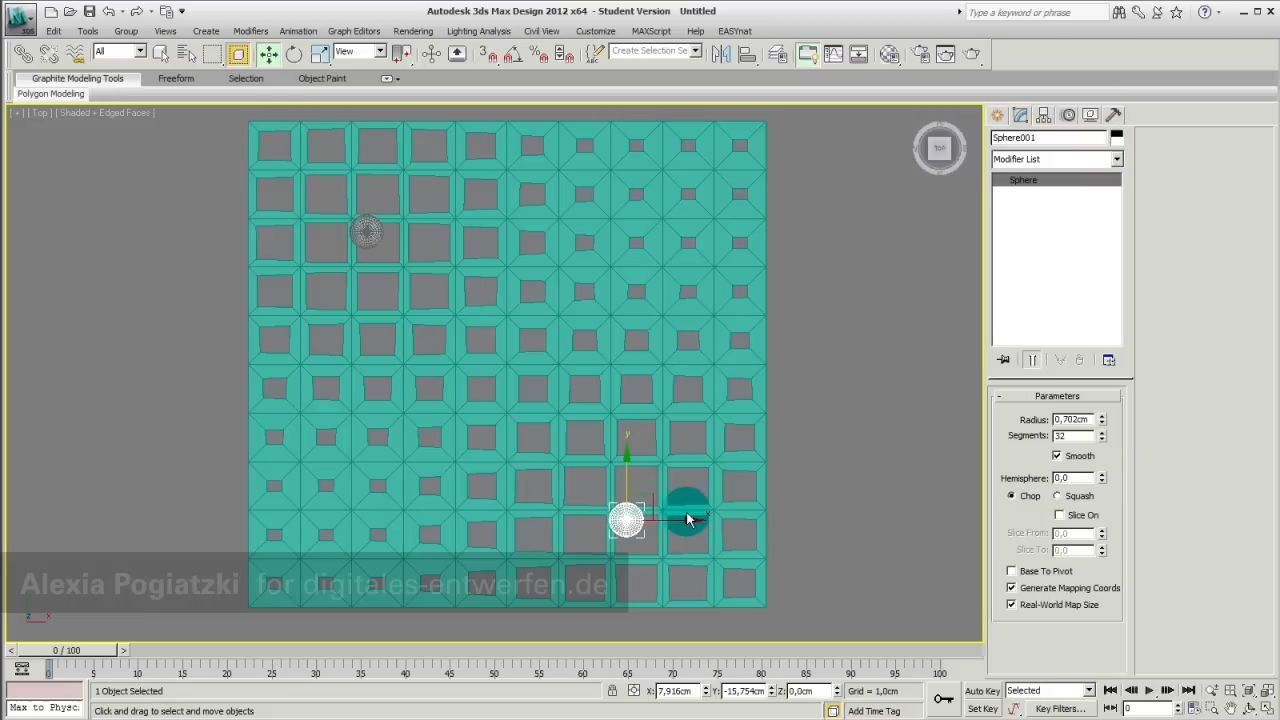 Autodesk 3ds Max Design 2012 x64 - Student Version Untitled
Type a keyword or phrase
Edit Tools Group Views Create Modifiers Animation Graph Editors Rendering Lighting Analysis Civil View Customize MAXScript Help EASYnat
All View Create Selection Se
Graphite Modeling Tools Freeform Selection Object Paint
Polygon Modeling
[ + ] [ Top ] [ Shaded + Edged Faces ]
TOP
Sphere001
Modifier List
Sphere
Parameters
Radius: 0,702cm
Segments: 32
Smooth
Hemisphere: 0,0
Chop Squash
Slice On
Slice From: 0,0
Slice To: 0,0
Base To Pivot
Generate Mapping Coords
Real-World Map Size
y
x
Alexia Pogiatzki for digitales-entwerfen.de
z x
< 0 / 100 >
0 5 10 15 20 25 30 35 40 45 50 55 60 65 70 75 80 85 90 95 100
1 Object Selected X: 7,916cm Y: -15,754cm Z: 0,0cm Grid = 1,0cm Auto Key Selected
Max to Physc Click and drag to select and move objects Add Time Tag Set Key Key Filters... 0